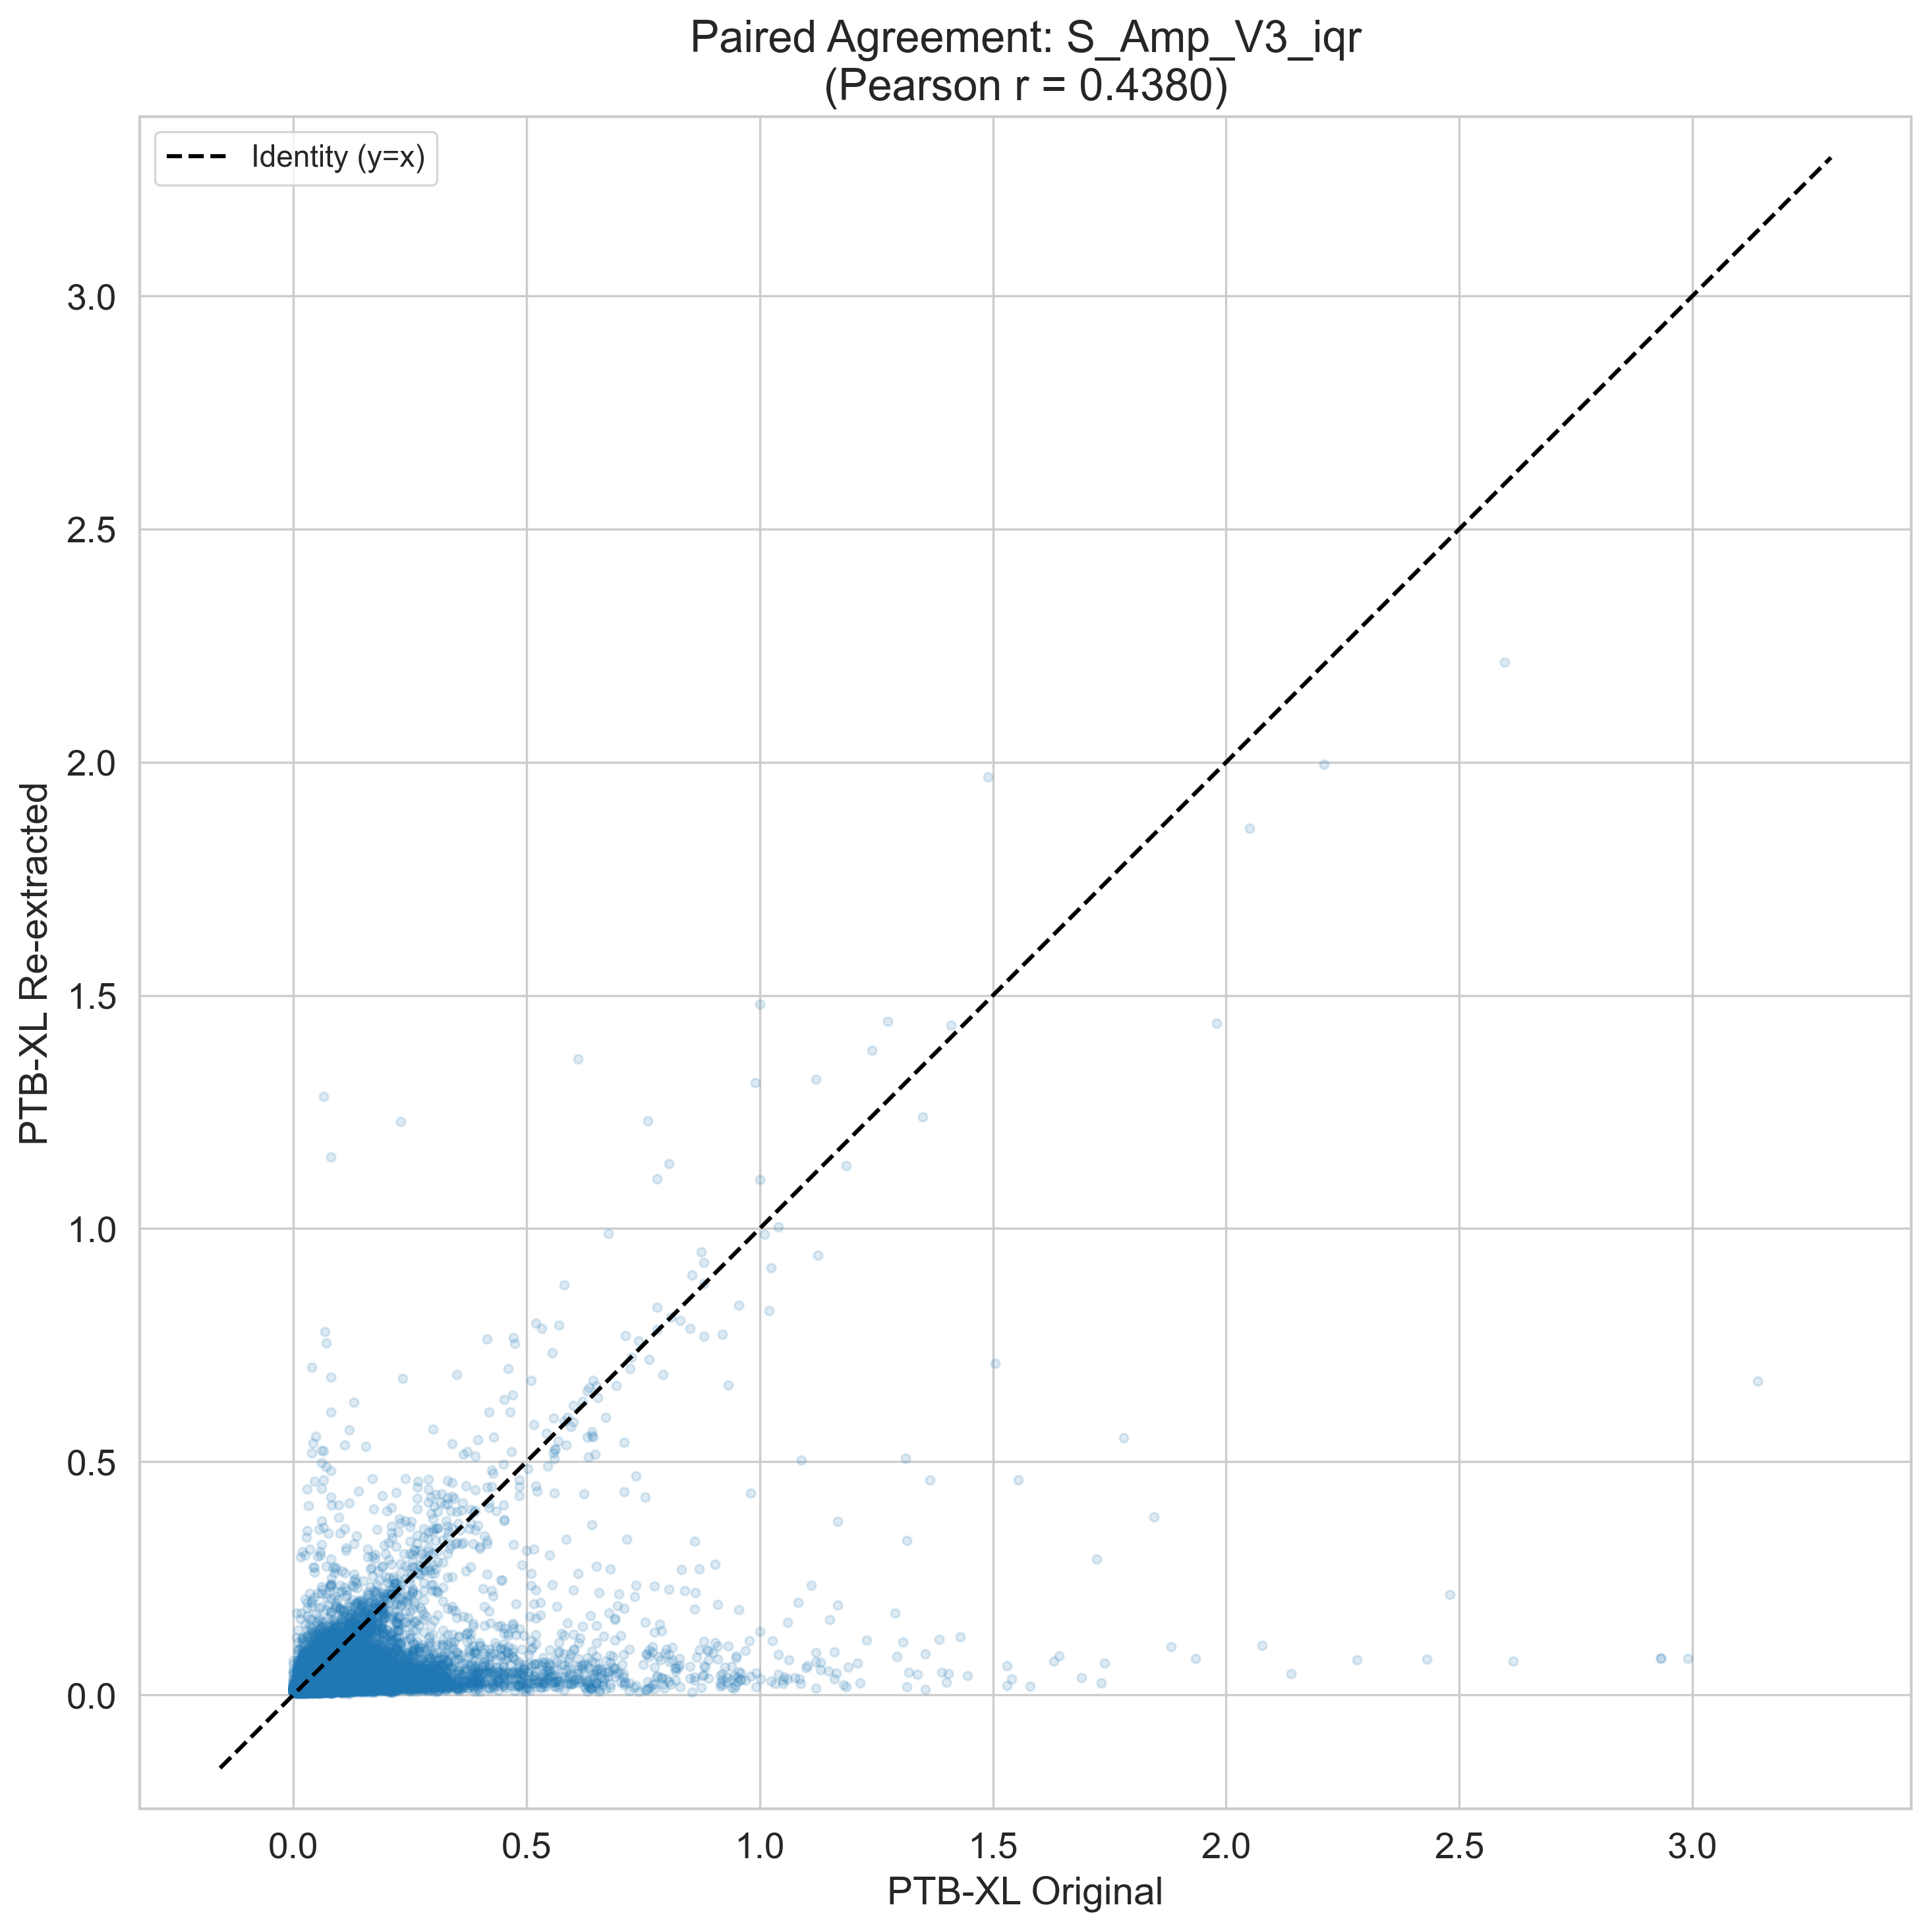 Paired Agreement: S_Amp_V3_iqr
(Pearson r = 0.4380)
Identity (y=x)
3.0
2.5
2.0
1.5
1.0
0.5
0.0
PTB-XL Re-extracted
0.0 0.5 1.0 1.5 2.0 2.5 3.0
PTB-XL Original